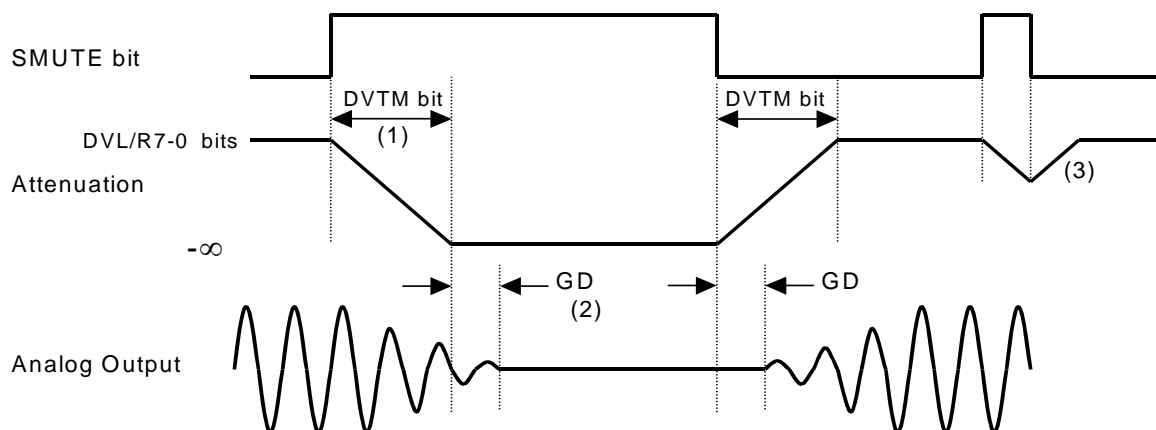 SMUTE bit
DVTM bit
DVTM bit
(1)
DVL/R7-0 bits
Attenuation
(3)
-∞
GD
GD
(2)
Analog Output